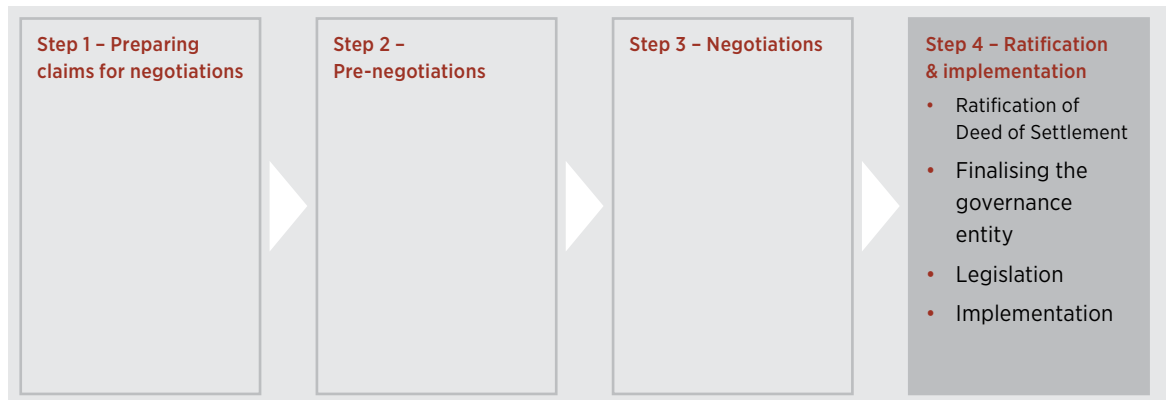 Step 1 – Preparing
claims for negotiations
Step 2 –
Pre-negotiations
Step 3 – Negotiations
Step 4 – Ratification
& implementation
• Ratification of
Deed of Settlement
• Finalising the
governance
entity
• Legislation
• Implementation